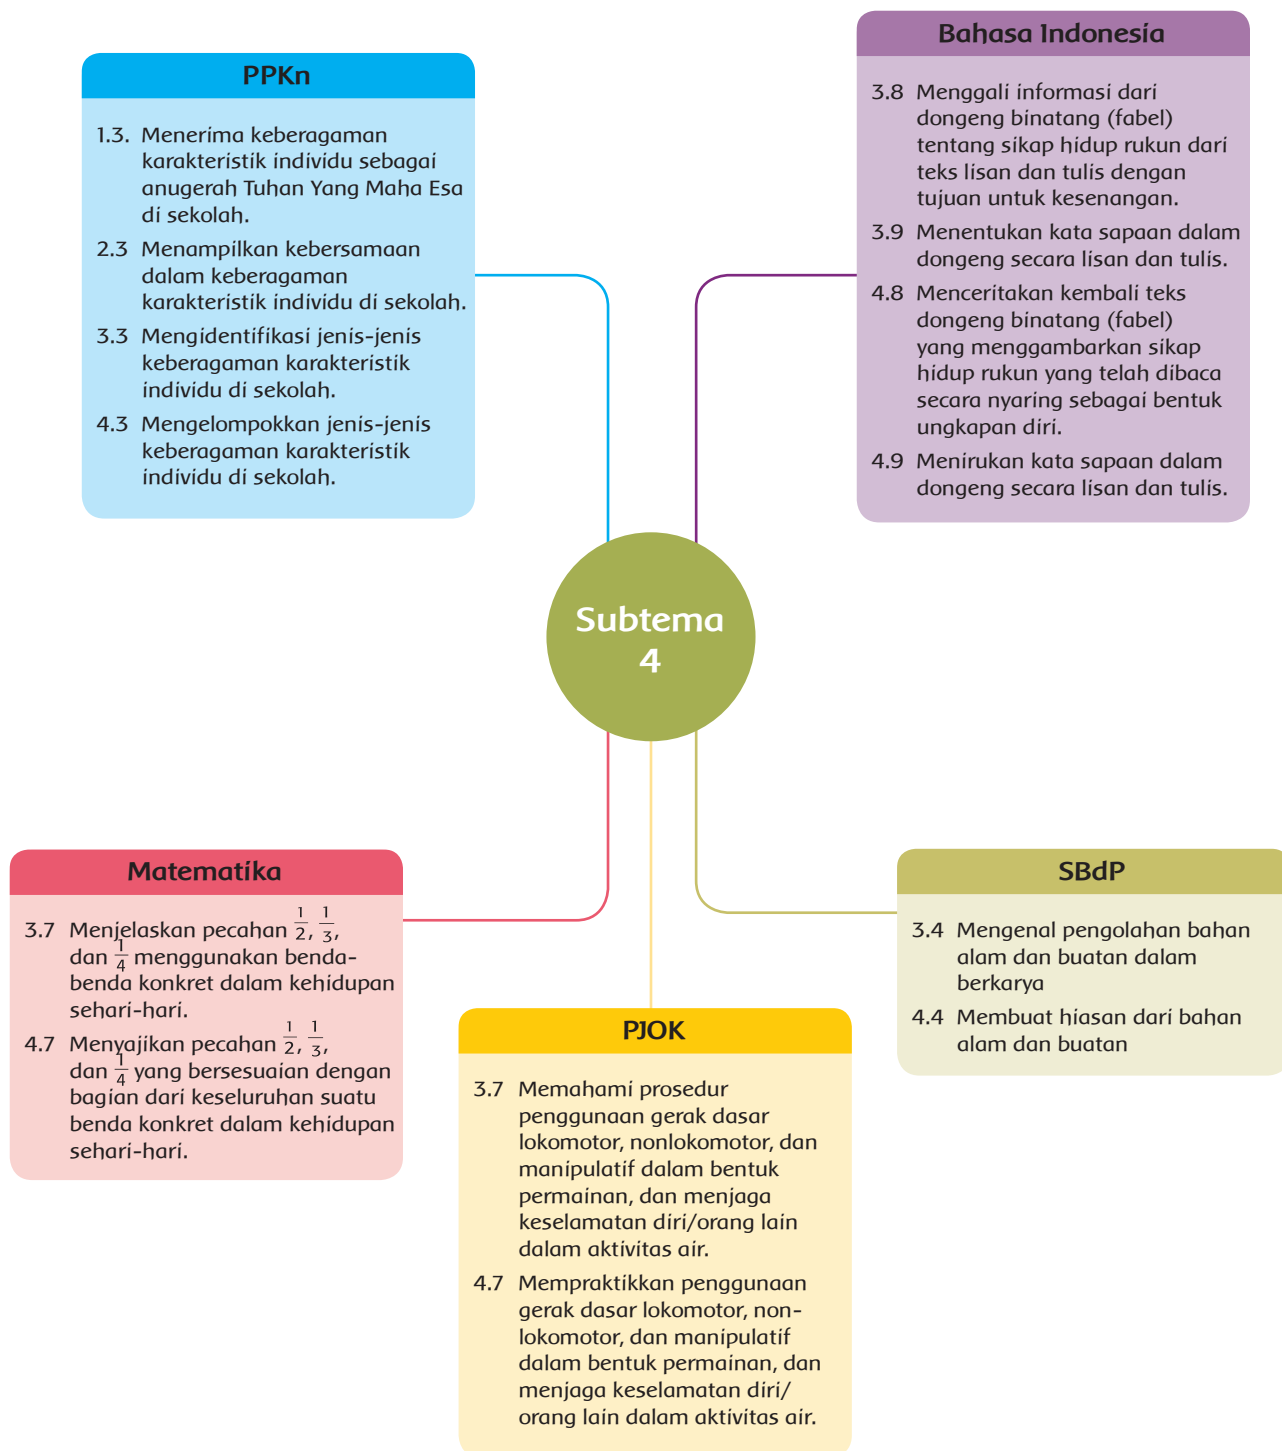 PPKn
1.3. Menerima keberagaman
karakteristik individu sebagai
anugerah Tuhan Yang Maha Esa
di sekolah.
2.3 Menampilkan kebersamaan
dalam keberagaman
karakteristik individu di sekolah.
3.3 Mengidentifikasi jenis-jenis
keberagaman karakteristik
individu di sekolah.
4.3 Mengelompokkan jenis-jenis
keberagaman karakteristik
individu di sekolah.
Bahasa Indonesia
3.8 Menggali informasi dari
dongeng binatang (fabel)
tentang sikap hidup rukun dari
teks lisan dan tulis dengan
tujuan untuk kesenangan.
3.9 Menentukan kata sapaan dalam
dongeng secara lisan dan tulis.
4.8 Menceritakan kembali teks
dongeng binatang (fabel)
yang menggambarkan sikap
hidup rukun yang telah dibaca
secara nyaring sebagai bentuk
ungkapan diri.
4.9 Menirukan kata sapaan dalam
dongeng secara lisan dan tulis.
Subtema
4
Matematika
3.7 Menjelaskan pecahan 1/2, 1/3,
dan 1/4 menggunakan benda-
benda konkret dalam kehidupan
sehari-hari.
4.7 Menyajikan pecahan 1/2, 1/3,
dan 1/4 yang bersesuaian dengan
bagian dari keseluruhan suatu
benda konkret dalam kehidupan
sehari-hari.
PJOK
3.7 Memahami prosedur
penggunaan gerak dasar
lokomotor, nonlokomotor, dan
manipulatif dalam bentuk
permainan, dan menjaga
keselamatan diri/orang lain
dalam aktivitas air.
4.7 Mempraktikkan penggunaan
gerak dasar lokomotor, non-
lokomotor, dan manipulatif
dalam bentuk permainan, dan
menjaga keselamatan diri/
orang lain dalam aktivitas air.
SBdP
3.4 Mengenal pengolahan bahan
alam dan buatan dalam
berkarya
4.4 Membuat hiasan dari bahan
alam dan buatan